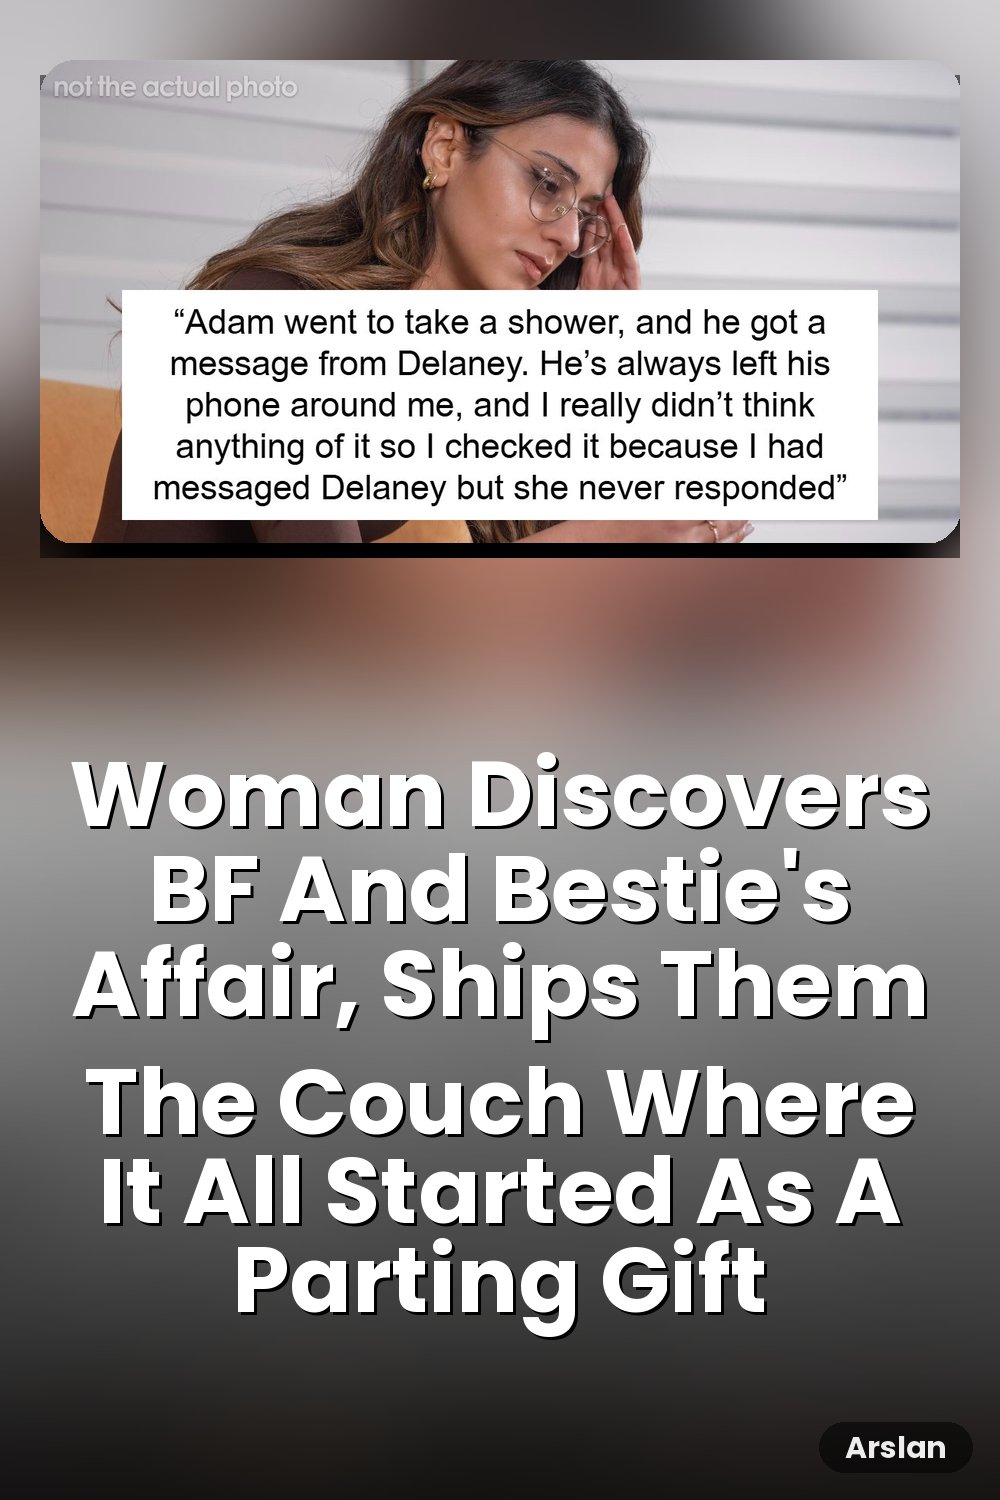 not the actual photo
“Adam went to take a shower, and he got a
message from Delaney. He’s always left his
phone around me, and I really didn’t think
anything of it so I checked it because I had
messaged Delaney but she never responded”
Woman Discovers
BF And Bestie's
Affair, Ships Them
The Couch Where
It All Started As A
Parting Gift
Arslan